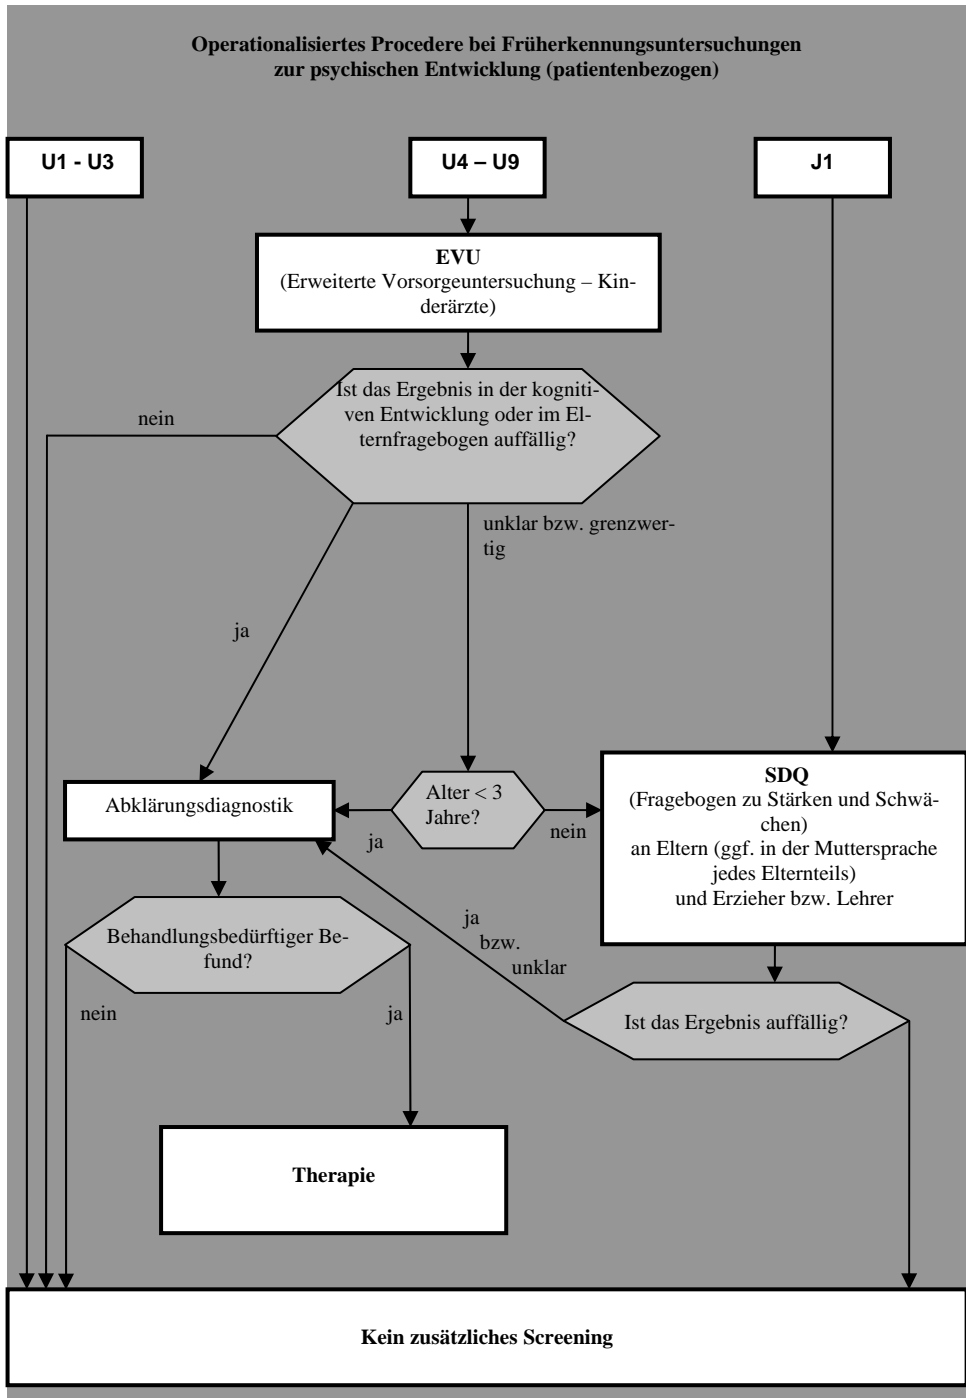 Operationalisiertes Procedere bei Früherkennungsuntersuchungen
zur psychischen Entwicklung (patientenbezogen)
U1 - U3
U4 – U9
J1
EVU
(Erweiterte Vorsorgeuntersuchung – Kin-
derärzte)
Ist das Ergebnis in der kogniti-
ven Entwicklung oder im El-
ternfragebogen auffällig?
nein
unklar bzw. grenzwer-
tig
ja
Abklärungsdiagnostik
Alter < 3
Jahre?
ja
nein
SDQ
(Fragebogen zu Stärken und Schwä-
chen)
an Eltern (ggf. in der Muttersprache
jedes Elternteils)
und Erzieher bzw. Lehrer
Behandlungsbedürftiger Be-
fund?
ja
bzw.
unklar
nein
ja
Ist das Ergebnis auffällig?
Therapie
Kein zusätzliches Screening